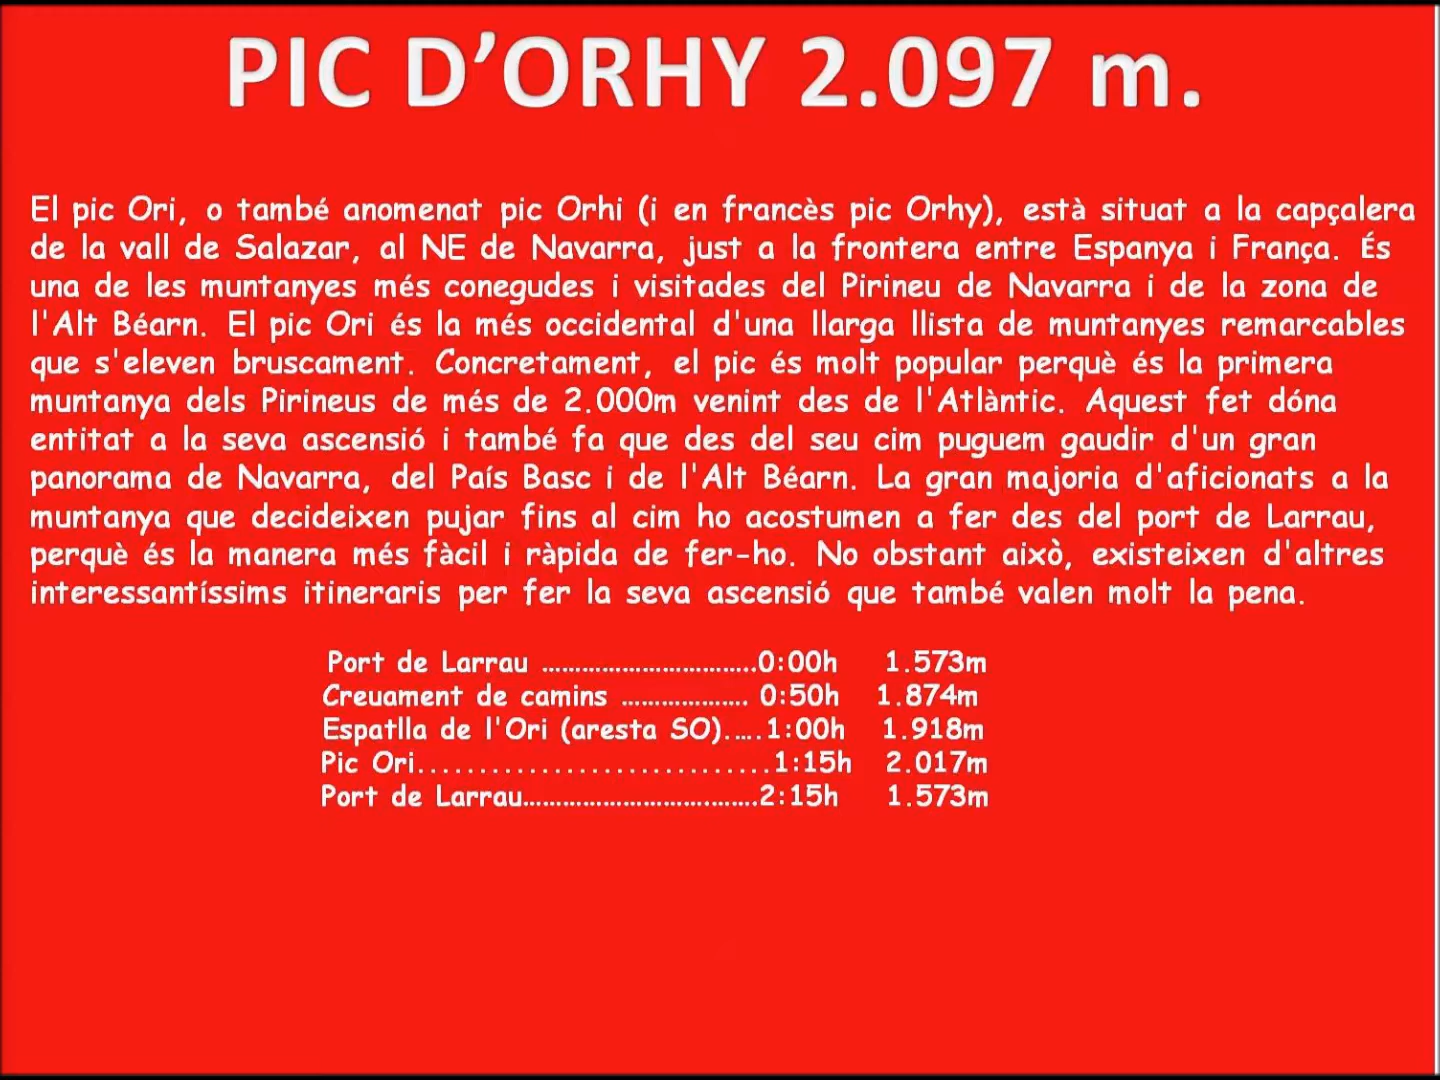 PIC D’ORHY 2.097 m.
El pic Ori, o també anomenat pic Orhi (i en francès pic Orhy), està situat a la capçalera
de la vall de Salazar, al NE de Navarra, just a la frontera entre Espanya i França. És
una de les muntanyes més conegudes i visitades del Pirineu de Navarra i de la zona de
l'Alt Béarn. El pic Ori és la més occidental d'una llarga llista de muntanyes remarcables
que s'eleven bruscament. Concretament, el pic és molt popular perquè és la primera
muntanya dels Pirineus de més de 2.000m venint des de l'Atlàntic. Aquest fet dóna
entitat a la seva ascensió i també fa que des del seu cim puguem gaudir d'un gran
panorama de Navarra, del País Basc i de l'Alt Béarn. La gran majoria d'aficionats a la
muntanya que decideixen pujar fins al cim ho acostumen a fer des del port de Larrau,
perquè és la manera més fàcil i ràpida de fer-ho. No obstant això, existeixen d'altres
interessantíssims itineraris per fer la seva ascensió que també valen molt la pena.
Port de Larrau ................................0:00h 1.573m
Creuament de camins ................... 0:50h 1.874m
Espatlla de l'Ori (aresta SO).....1:00h 1.918m
Pic Ori.............................1:15h 2.017m
Port de Larrau...................................2:15h 1.573m